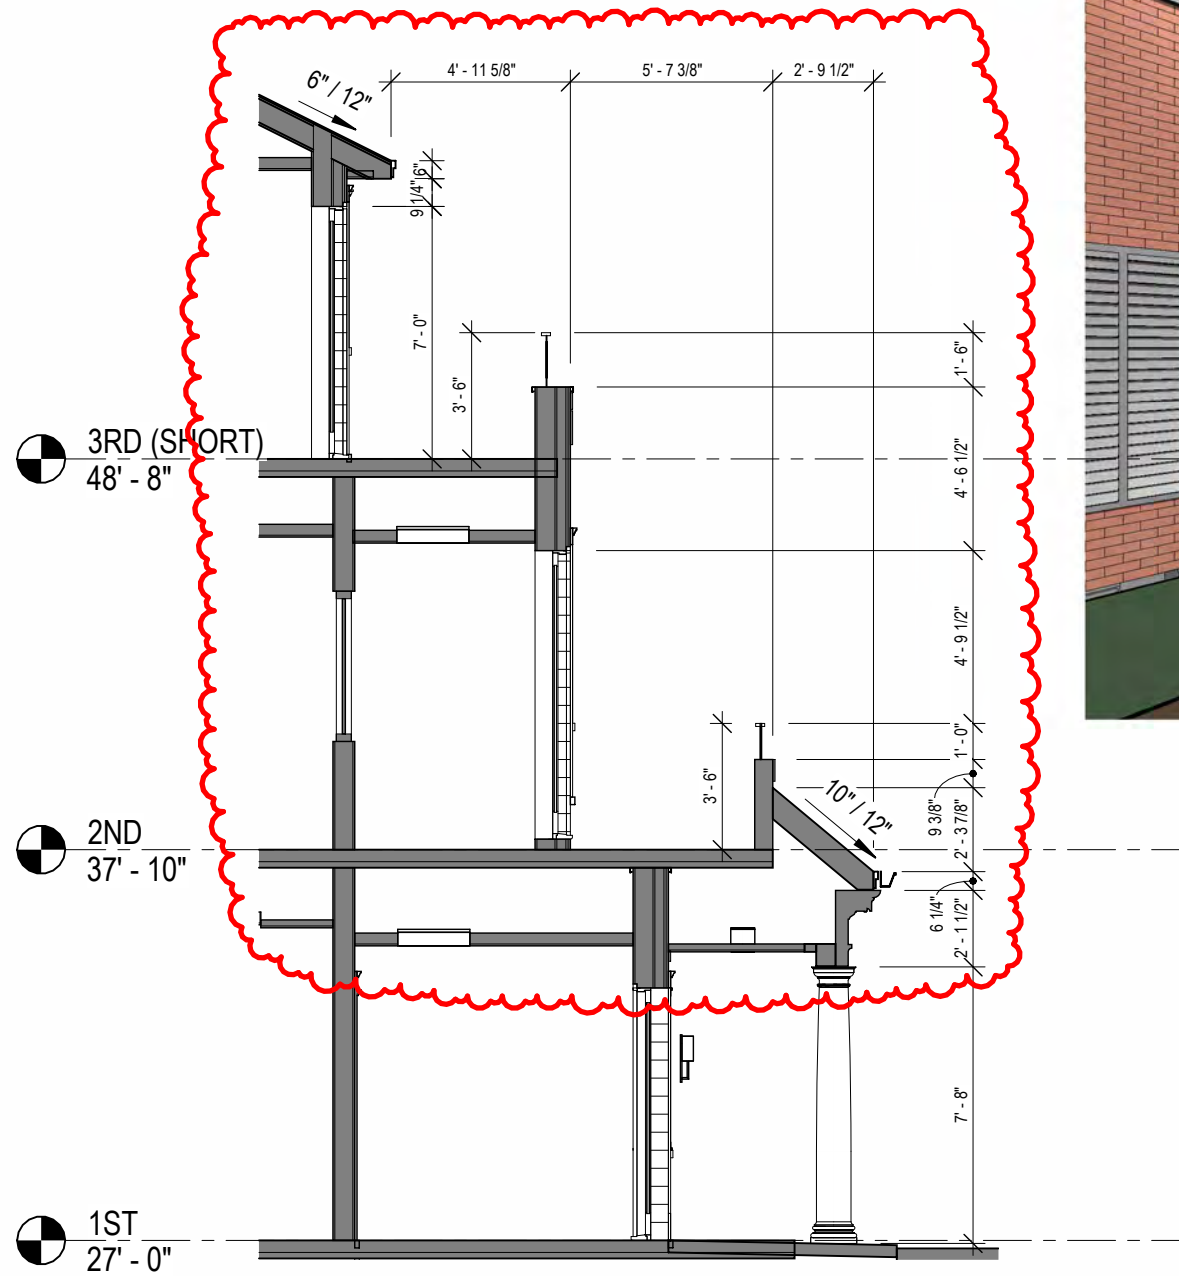 4' - 11 5/8"
5' - 7 3/8"
2' - 9 1/2"
6" / 12"
6"
9 1/4"
7' - 0"
3' - 6"
1' - 6"
3RD (SHORT)
48' - 8"
4' - 6 1/2"
4' - 9 1/2"
3' - 6"
1' - 0"
10" / 12"
9 3/8"
2' - 3 7/8"
2ND
37' - 10"
6 1/4"
2' - 1 1/2"
7' - 8"
1ST
27' - 0"